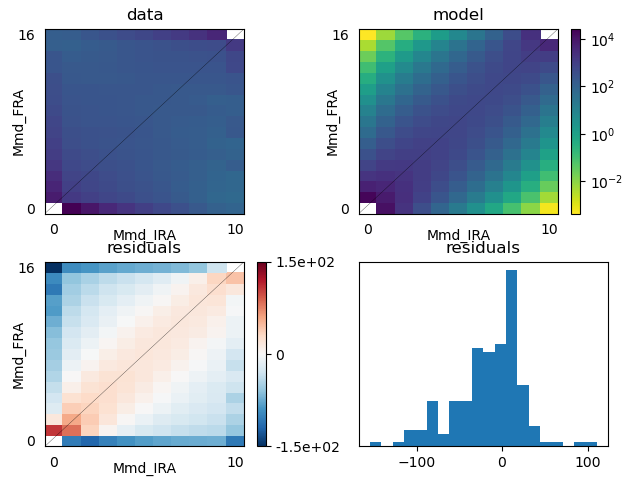 data
model
16
Mmd_FRA
0
0
10
Mmd_IRA
16
Mmd_FRA
0
0
10
Mmd_IRA
10^4
10^2
10^0
10^−2
residuals
16
Mmd_FRA
0
0
10
Mmd_IRA
1.5e+02
0
-1.5e+02
residuals
−100
0
100